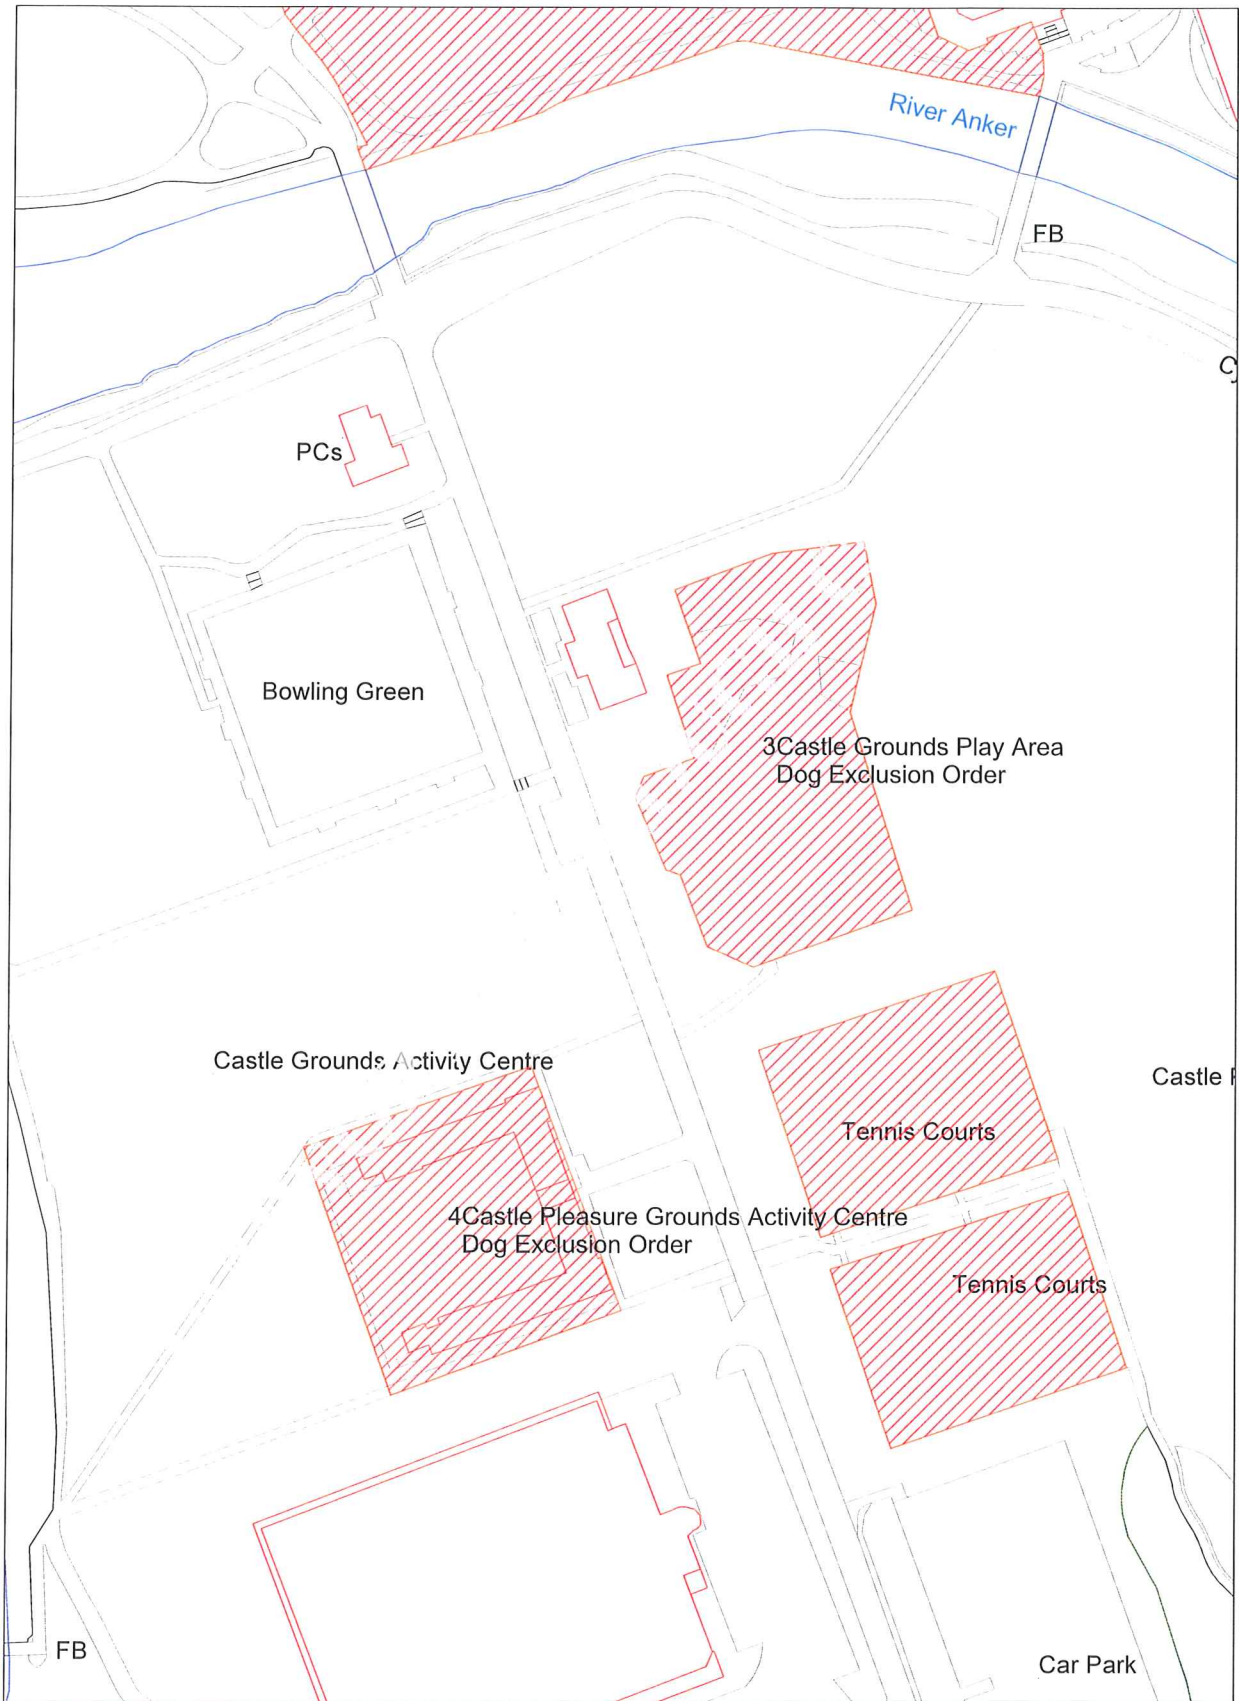 River Anker
FB
PCs
Bowling Green
3Castle Grounds Play Area
Dog Exclusion Order
Castle Grounds Activity Centre
Castle
Tennis Courts
4Castle Pleasure Grounds Activity Centre
Dog Exclusion Order
Tennis Courts
FB
Car Park